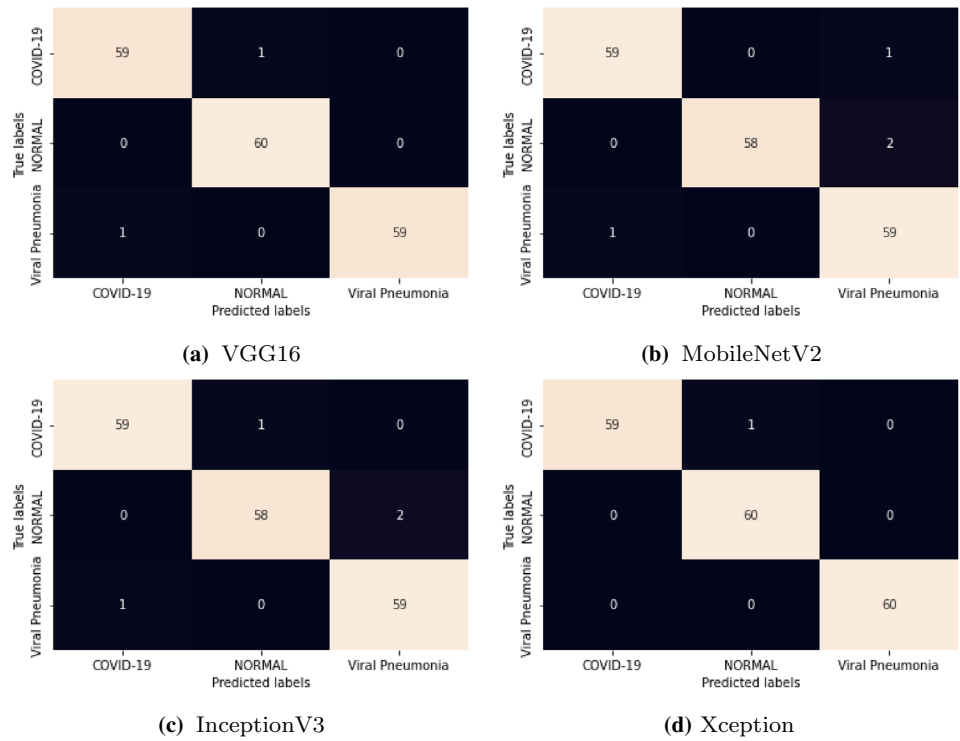 COVID-19 59 1 0
NORMAL 0 60 0
Viral Pneumonia 1 0 59
True labels
COVID-19 NORMAL Viral Pneumonia
Predicted labels
(a) VGG16
COVID-19 59 0 1
NORMAL 0 58 2
Viral Pneumonia 1 0 59
True labels
COVID-19 NORMAL Viral Pneumonia
Predicted labels
(b) MobileNetV2
COVID-19 59 1 0
NORMAL 0 58 2
Viral Pneumonia 1 0 59
True labels
COVID-19 NORMAL Viral Pneumonia
Predicted labels
(c) InceptionV3
COVID-19 59 1 0
NORMAL 0 60 0
Viral Pneumonia 0 0 60
True labels
COVID-19 NORMAL Viral Pneumonia
Predicted labels
(d) Xception